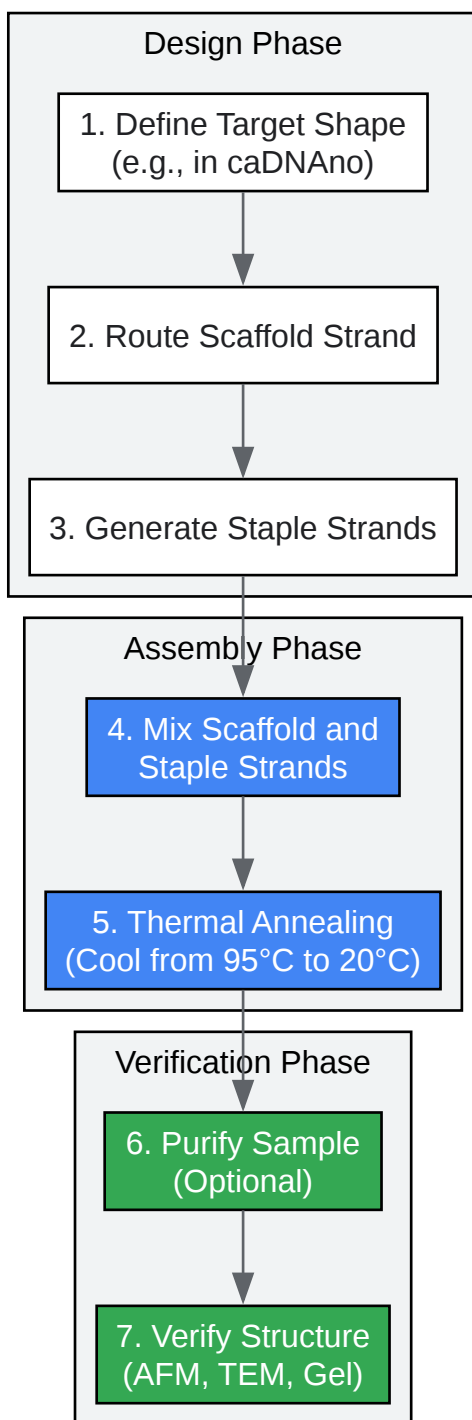 Design Phase
1. Define Target Shape
(e.g., in caDNAno)
2. Route Scaffold Strand
3. Generate Staple Strands
Assembly Phase
4. Mix Scaffold and
Staple Strands
5. Thermal Annealing
(Cool from 95°C to 20°C)
Verification Phase
6. Purify Sample
(Optional)
7. Verify Structure
(AFM, TEM, Gel)